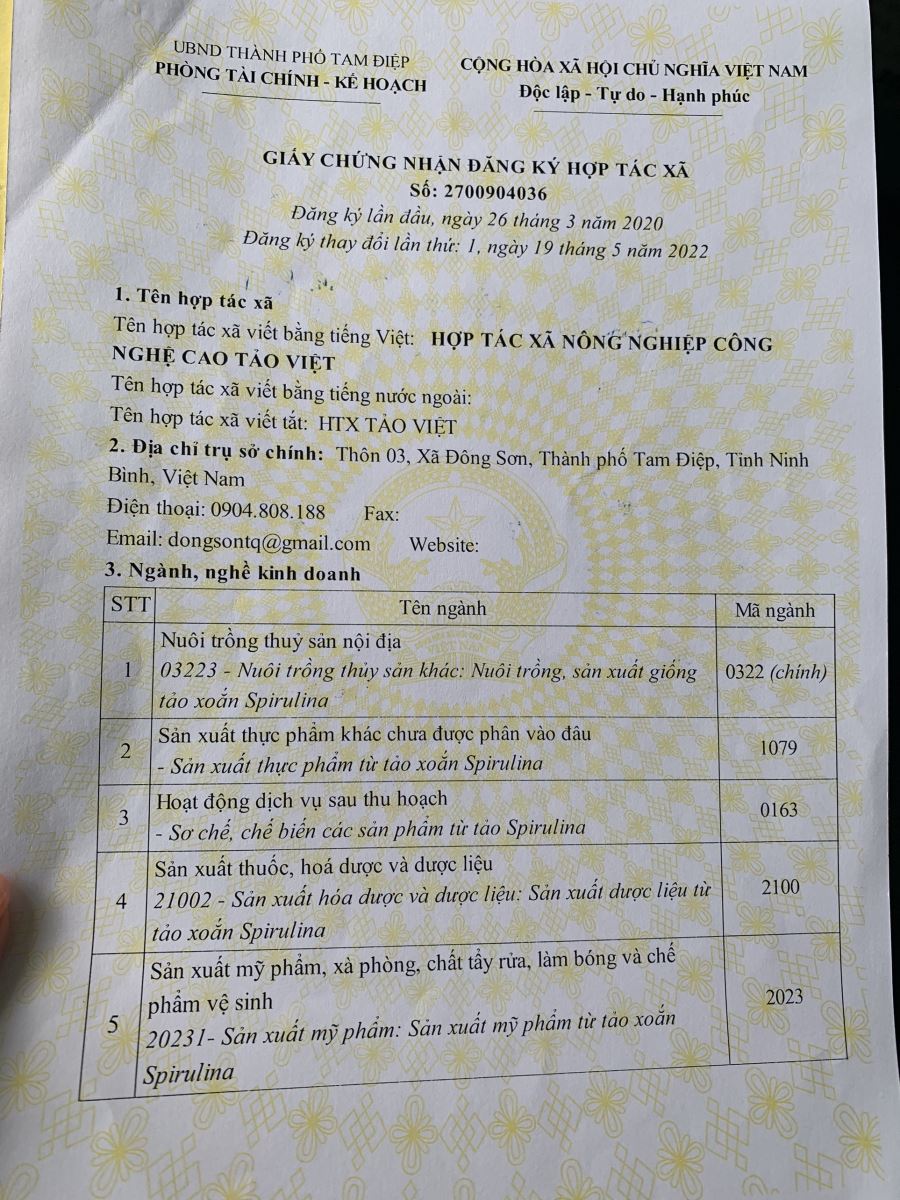 UBND THÀNH PHỐ TAM ĐIỆP
PHÒNG TÀI CHÍNH - KẾ HOẠCH
CỘNG HÒA XÃ HỘI CHỦ NGHĨA VIỆT NAM
Độc lập - Tự do - Hạnh phúc
GIẤY CHỨNG NHẬN ĐĂNG KÝ HỢP TÁC XÃ
Số: 2700904036
Đăng ký lần đầu, ngày 26 tháng 3 năm 2020
Đăng ký thay đổi lần thứ: 1, ngày 19 tháng 5 năm 2022
1. Tên hợp tác xã
Tên hợp tác xã viết bằng tiếng Việt: HỢP TÁC XÃ NÔNG NGHIỆP CÔNG
NGHỆ CAO TẢO VIỆT
Tên hợp tác xã viết bằng tiếng nước ngoài:
Tên hợp tác xã viết tắt: HTX TẢO VIỆT
2. Địa chỉ trụ sở chính: Thôn 03, Xã Đông Sơn, Thành phố Tam Điệp, Tỉnh Ninh
Bình, Việt Nam
Điện thoại: 0904.808.188 Fax:
Email: dongsontq@gmail.com Website:
3. Ngành, nghề kinh doanh
STT Tên ngành Mã ngành
Nuôi trồng thuỷ sản nội địa
1 03223 - Nuôi trồng thủy sản khác: Nuôi trồng, sản xuất giống 0322 (chính)
tảo xoắn Spirulina
Sản xuất thực phẩm khác chưa được phân vào đâu
2 - Sản xuất thực phẩm từ tảo xoắn Spirulina 1079
Hoạt động dịch vụ sau thu hoạch
3 - Sơ chế, chế biến các sản phẩm từ tảo Spirulina 0163
Sản xuất thuốc, hoá dược và dược liệu
4 21002 - Sản xuất hóa dược và dược liệu: Sản xuất dược liệu từ 2100
tảo xoắn Spirulina
Sản xuất mỹ phẩm, xà phòng, chất tẩy rửa, làm bóng và chế
phẩm vệ sinh
5 20231- Sản xuất mỹ phẩm: Sản xuất mỹ phẩm từ tảo xoắn 2023
Spirulina